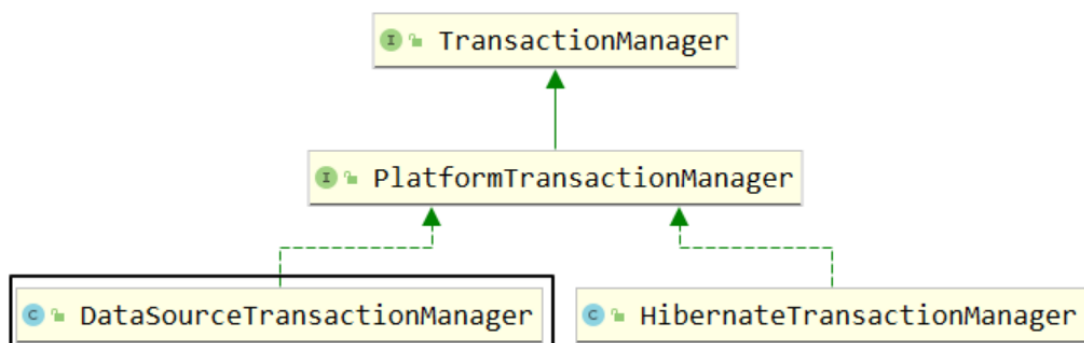 I TransactionManager
I PlatformTransactionManager
C DataSourceTransactionManager
C HibernateTransactionManager